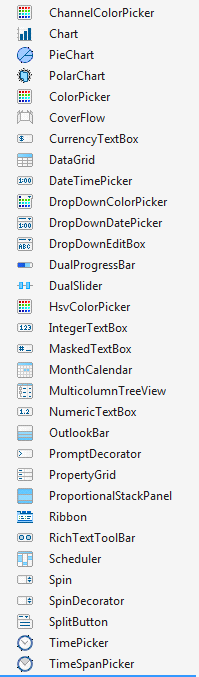 ChannelColorPicker
Chart
PieChart
PolarChart
ColorPicker
CoverFlow
CurrencyTextBox
DataGrid
DateTimePicker
DropDownColorPicker
DropDownDatePicker
DropDownEditBox
DualProgressBar
DualSlider
HsvColorPicker
IntegerTextBox
MaskedTextBox
MonthCalendar
MulticolumnTreeView
NumericTextBox
OutlookBar
PromptDecorator
PropertyGrid
ProportionalStackPanel
Ribbon
RichTextToolBar
Scheduler
Spin
SpinDecorator
SplitButton
TimePicker
TimeSpanPicker